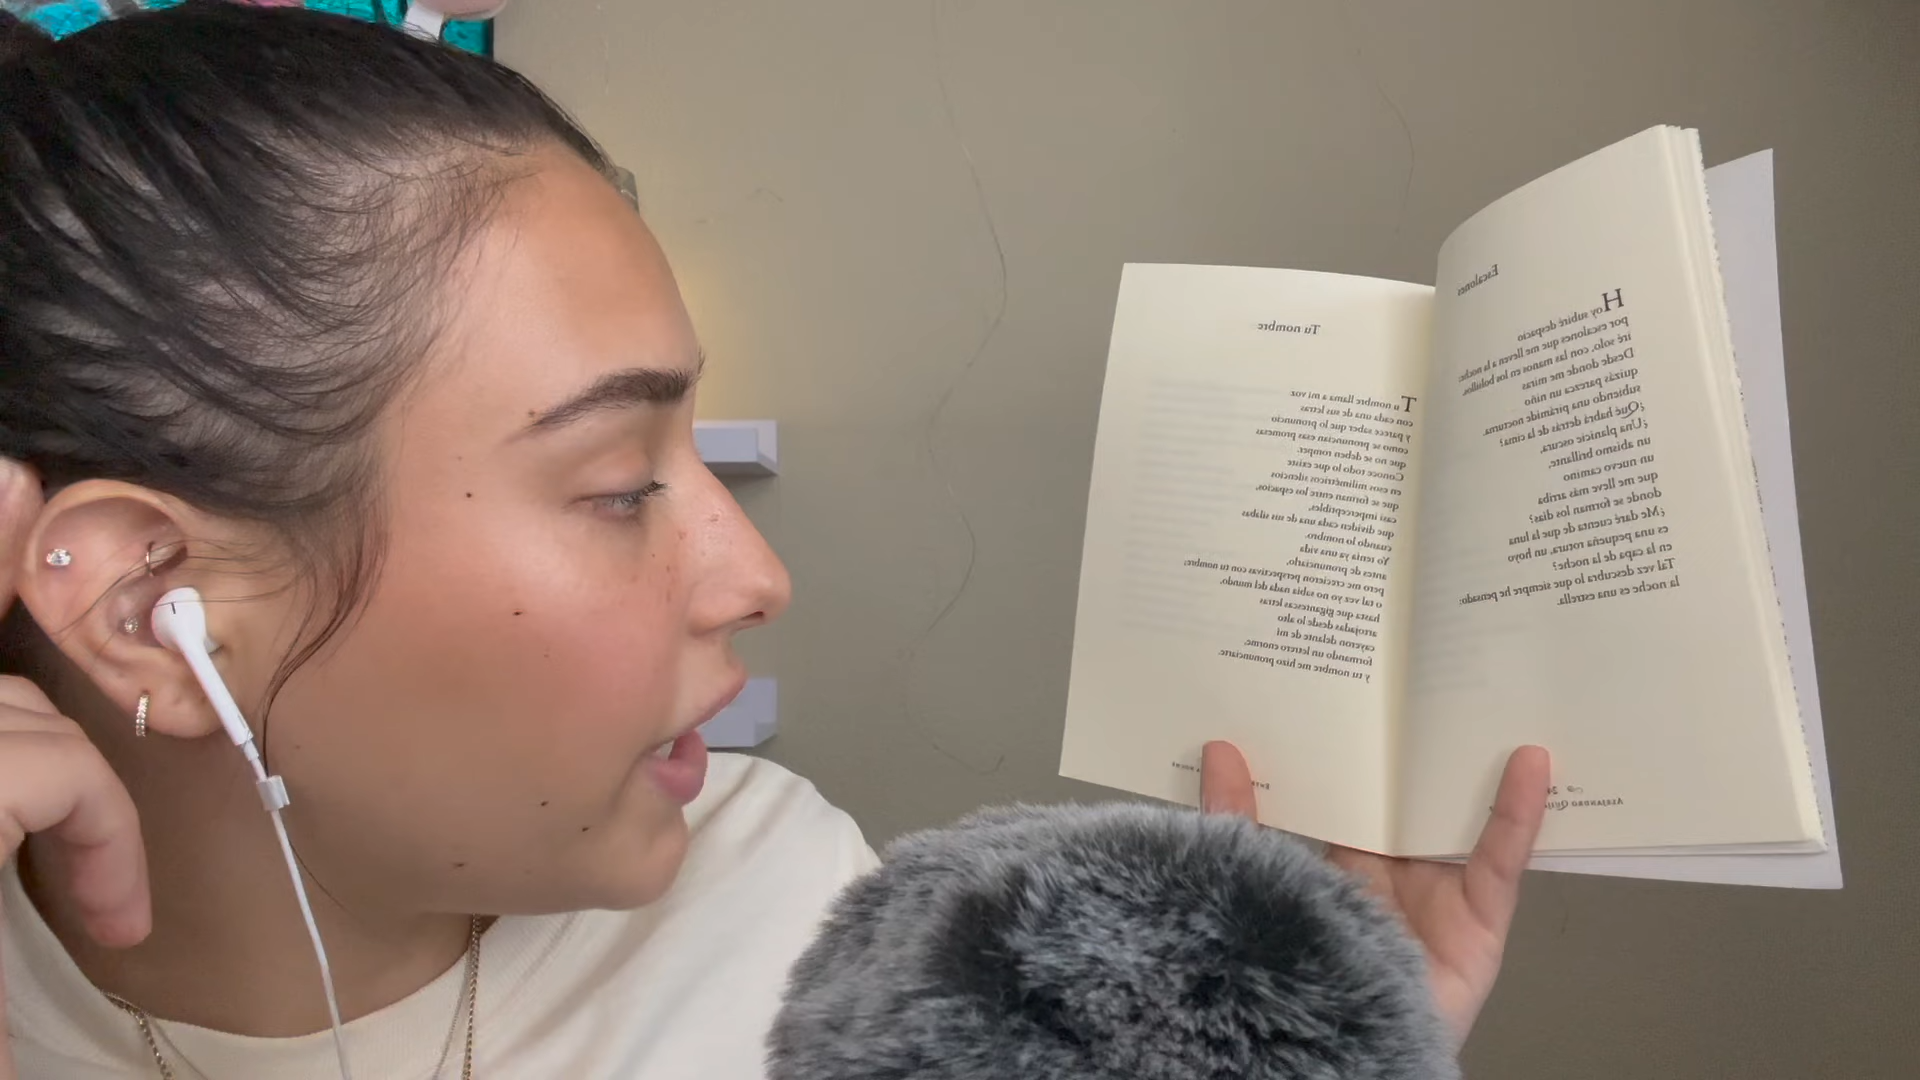 Escalones
Hoy subiré despacio
por escalones que me lleven a la noche;
iré solo, con las manos en los bolsillos.
Desde donde me miras
quizás parezca un niño
subiendo una pirámide nocturna.
¿Qué habrá detrás de la cima?
¿Una planicie oscura,
un abismo brillante,
un nuevo camino
que me lleve más arriba
donde se forman los días?
¿Me daré cuenta de que la luna
es una pequeña rotura, un hoyo
en la capa de la noche?
Tal vez descubra lo que siempre he pensado:
la noche es una estrella.
ALEJANDRO
Tu nombre
Tu nombre llama a mi voz
con cada una de sus letras
y parece saber que lo pronuncio
como se pronuncian esas promesas
que no se deben romper.
Conoce todo lo que existe
en esos milimétricos silencios
que se forman entre los espacios,
casi imperceptibles,
que dividen cada una de sus sílabas
cuando lo nombro.
Yo tenía ya una vida
antes de pronunciarlo,
pero me crecieron perspectivas con tu nombre;
o tal vez yo no sabía nada del mundo,
hasta que gigantescas letras
arrojadas desde lo alto
cayeron delante de mí
formando un letrero enorme,
y tu nombre me hizo pronunciarte.